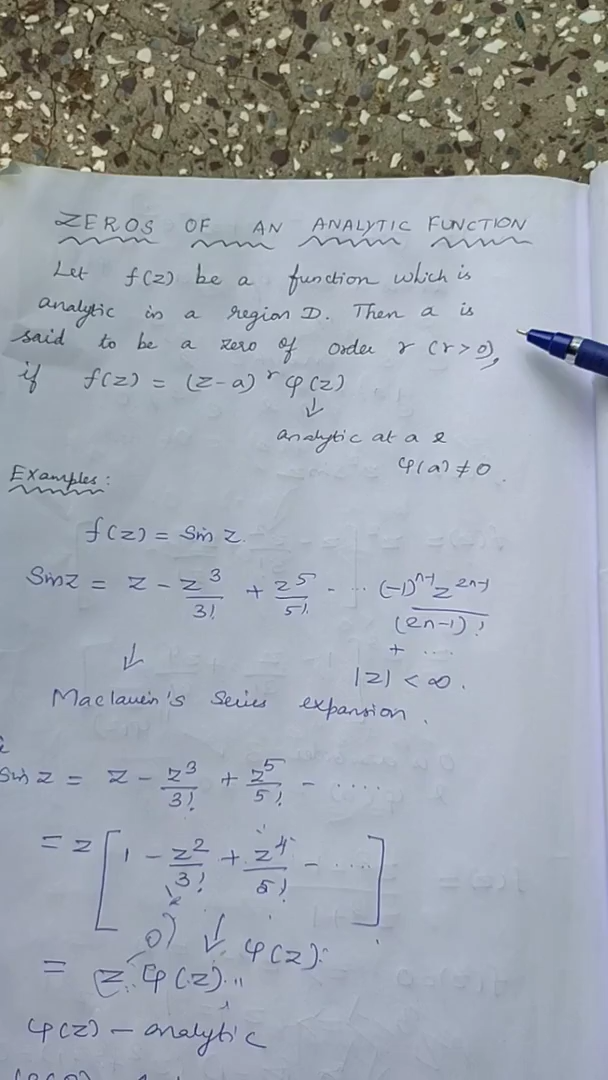 ZEROS OF AN ANALYTIC FUNCTION
Let f(z) be a function which is
analytic in a region D. Then a is
said to be a zero of order r (r > 0),
if f(z) = (z-a)^r φ(z)
↓
analytic at a &
φ(a) ≠ 0.
Examples:
f(z) = Sin z.
Sinz = z - z^3/3! + z^5/5! - ... (-1)^{n-1} z^{2n-1}/(2n-1)!
+ ...
|z| < ∞.
↓
Maclauein's Series expansion.
Sin z = z - z^3/3! + z^5/5! - ....
= z [ 1 - z^2/3! + z^4/5! - .... ]
↓ φ(z).
= z φ(z)
φ(z) - analytic